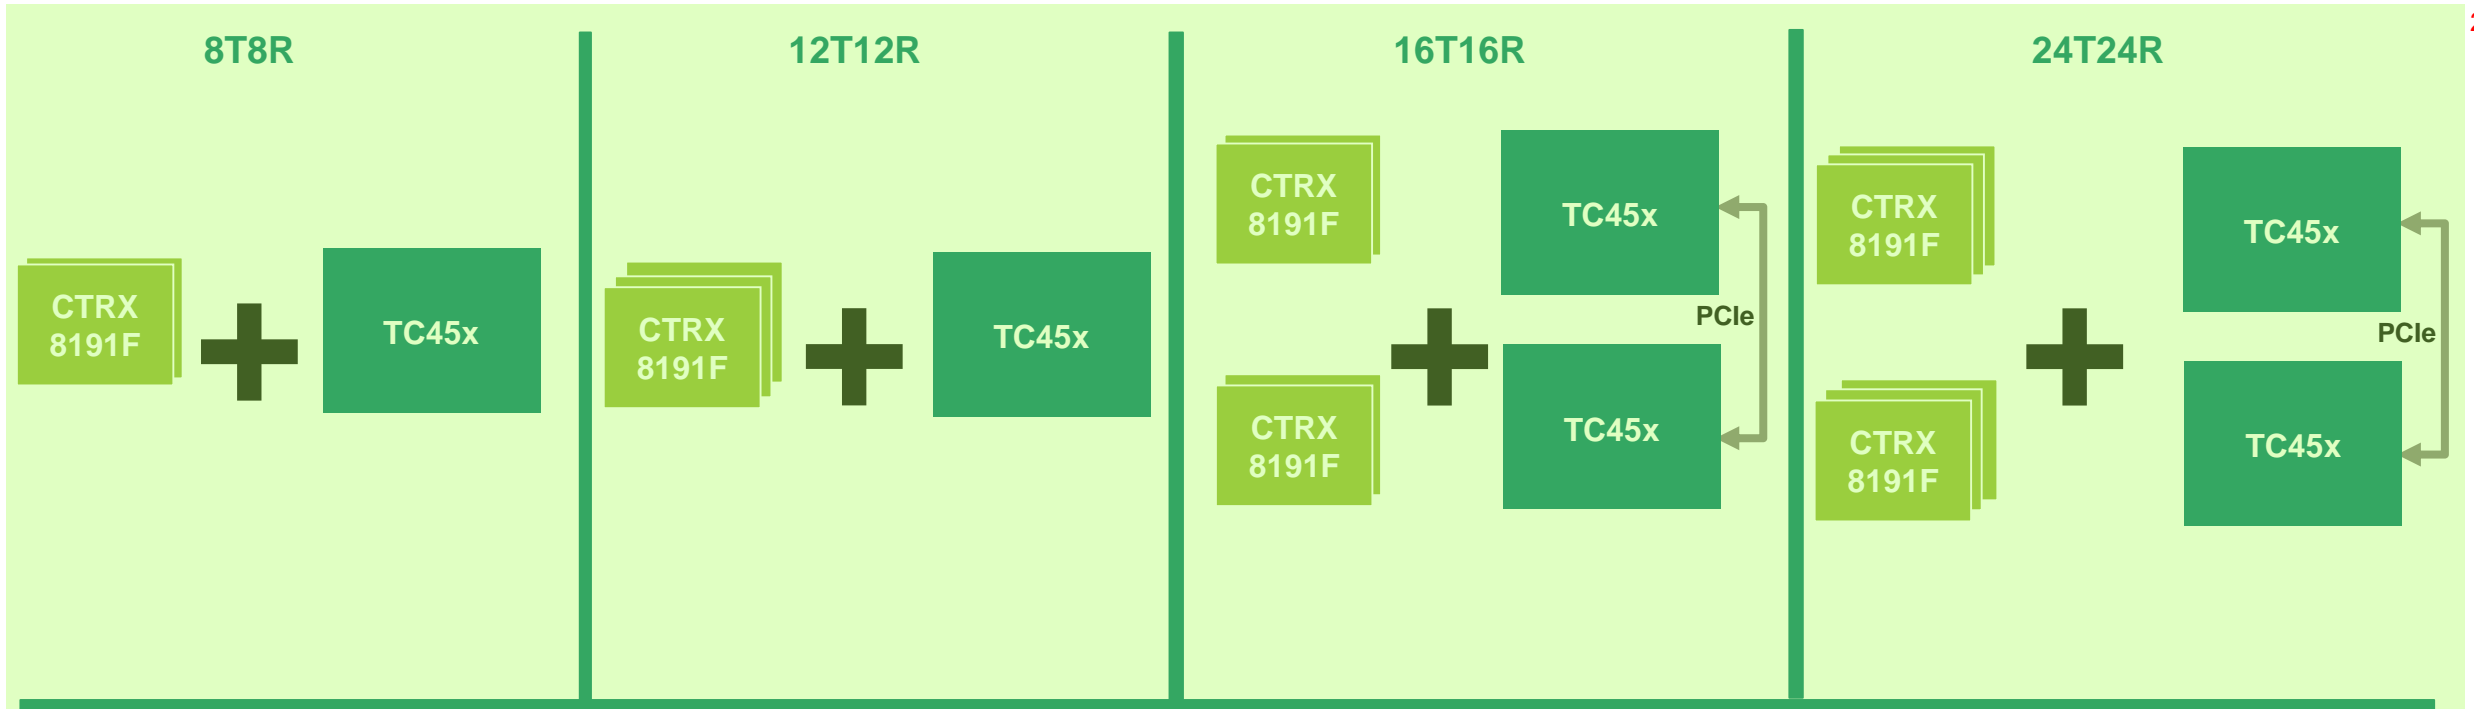 8T8R
CTRX
8191F
TC45x
12T12R
CTRX
8191F
TC45x
16T16R
CTRX
8191F
TC45x
PCIe
CTRX
8191F
TC45x
24T24R
CTRX
8191F
TC45x
PCIe
CTRX
8191F
TC45x